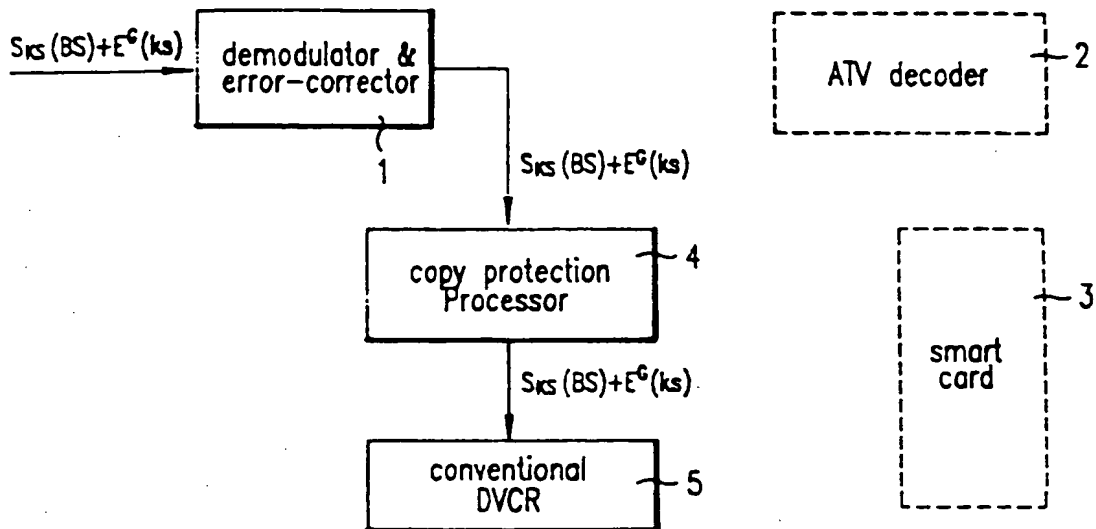 S_KS(BS)+E^G(ks)
demodulator &
error-corrector
1
ATV decoder
2
S_KS(BS)+E^G(ks)
copy protection
Processor
4
smart
card
3
S_KS(BS)+E^G(ks)
conventional
DVCR
5